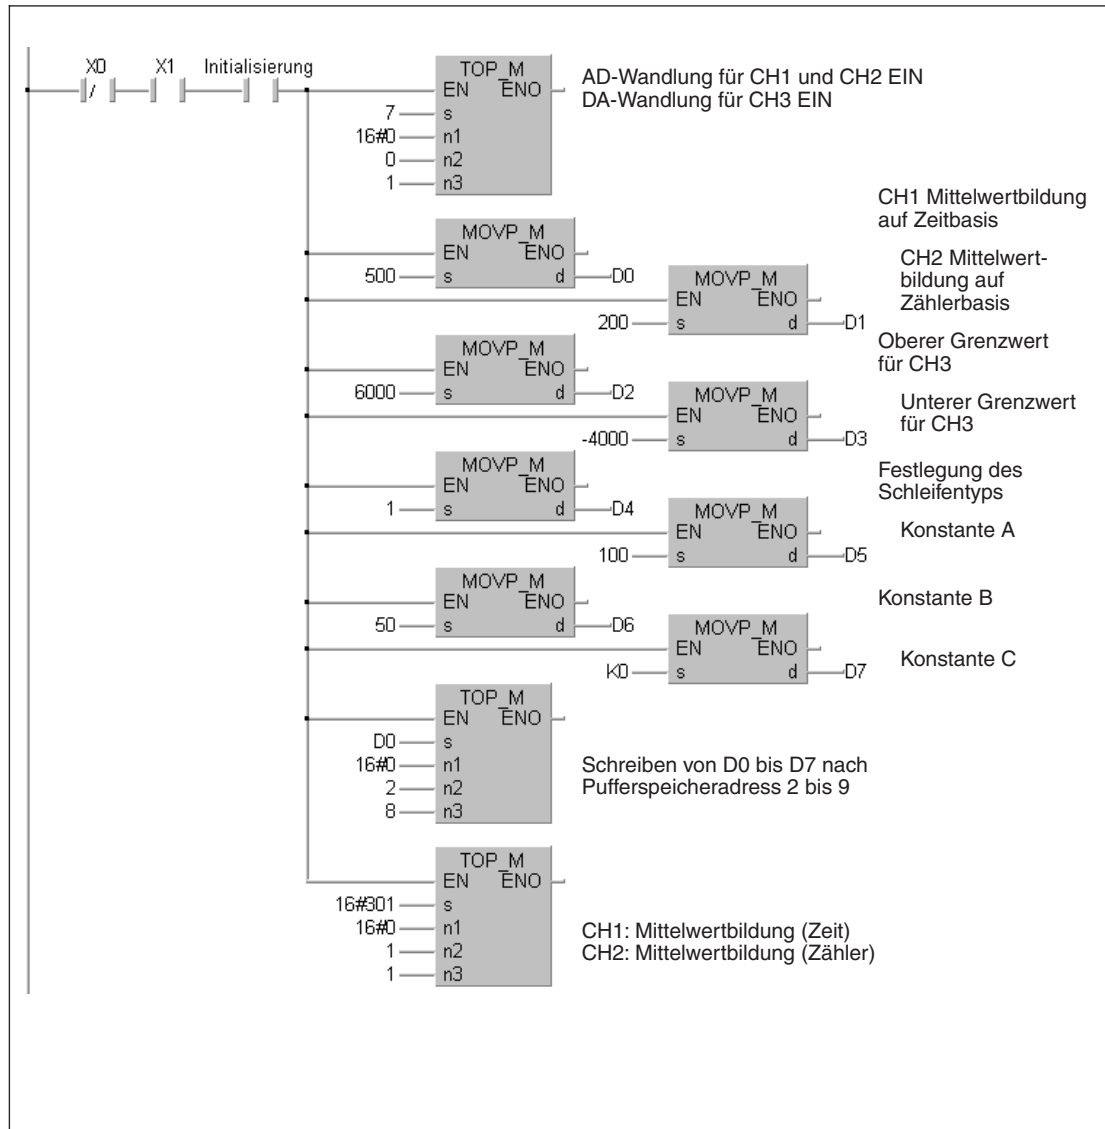 X0 X1 Initialisierung
/
TOP_M
EN ENO
7 s
16#0 n1
0 n2
1 n3
AD-Wandlung für CH1 und CH2 EIN
DA-Wandlung für CH3 EIN
MOVP_M
EN ENO
500 s d D0
CH1 Mittelwertbildung
auf Zeitbasis
MOVP_M
EN ENO
200 s d D1
CH2 Mittelwert-
bildung auf
Zählerbasis
MOVP_M
EN ENO
6000 s d D2
Oberer Grenzwert
für CH3
MOVP_M
EN ENO
-4000 s d D3
Unterer Grenzwert
für CH3
MOVP_M
EN ENO
1 s d D4
Festlegung des
Schleifentyps
MOVP_M
EN ENO
100 s d D5
Konstante A
MOVP_M
EN ENO
50 s d D6
Konstante B
MOVP_M
EN ENO
K0 s d D7
Konstante C
TOP_M
EN ENO
D0 s
16#0 n1
2 n2
8 n3
Schreiben von D0 bis D7 nach
Pufferspeicheradress 2 bis 9
TOP_M
EN ENO
16#301 s
16#0 n1
1 n2
1 n3
CH1: Mittelwertbildung (Zeit)
CH2: Mittelwertbildung (Zähler)